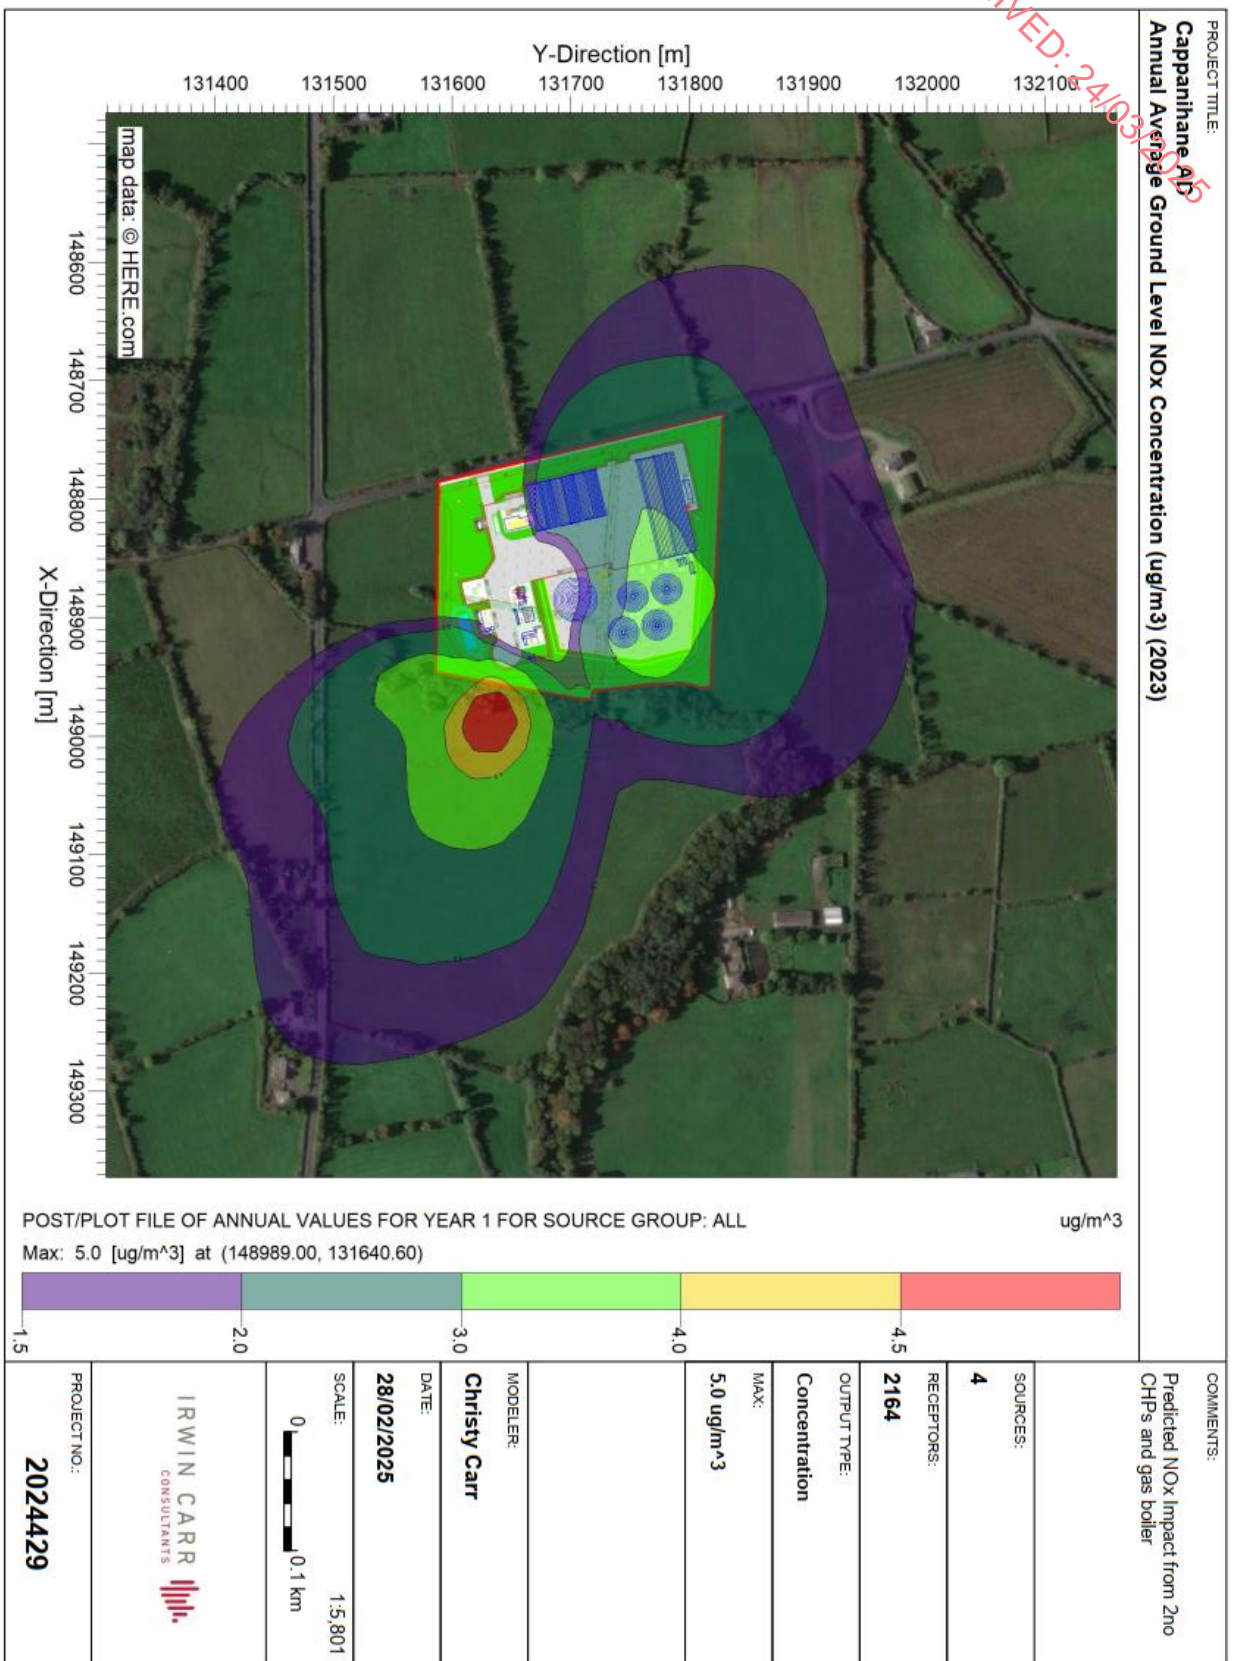 PROJECT TITLE:
Cappanihane AD
Annual Average Ground Level NOx Concentration (ug/m3) (2023)
IVED: 24/03/2025
Y-Direction [m]
131400 131500 131600 131700 131800 131900 132000 132100
map data: © HERE.com
148600 148700 148800 148900 149000 149100 149200 149300
X-Direction [m]
POST/PLOT FILE OF ANNUAL VALUES FOR YEAR 1 FOR SOURCE GROUP: ALL
ug/m^3
Max: 5.0 [ug/m^3] at (148989.00, 131640.60)
1.5 2.0 3.0 4.0 4.5
COMMENTS:
Predicted NOx Impact from 2no
CHPs and gas boiler
SOURCES:
4
RECEPTORS:
2164
OUTPUT TYPE:
Concentration
MAX:
5.0 ug/m^3
MODELER:
Christy Carr
DATE:
28/02/2025
SCALE:
1:5,801
0 0.1 km
IRWIN CARR
CONSULTANTS
PROJECT NO.:
2024429